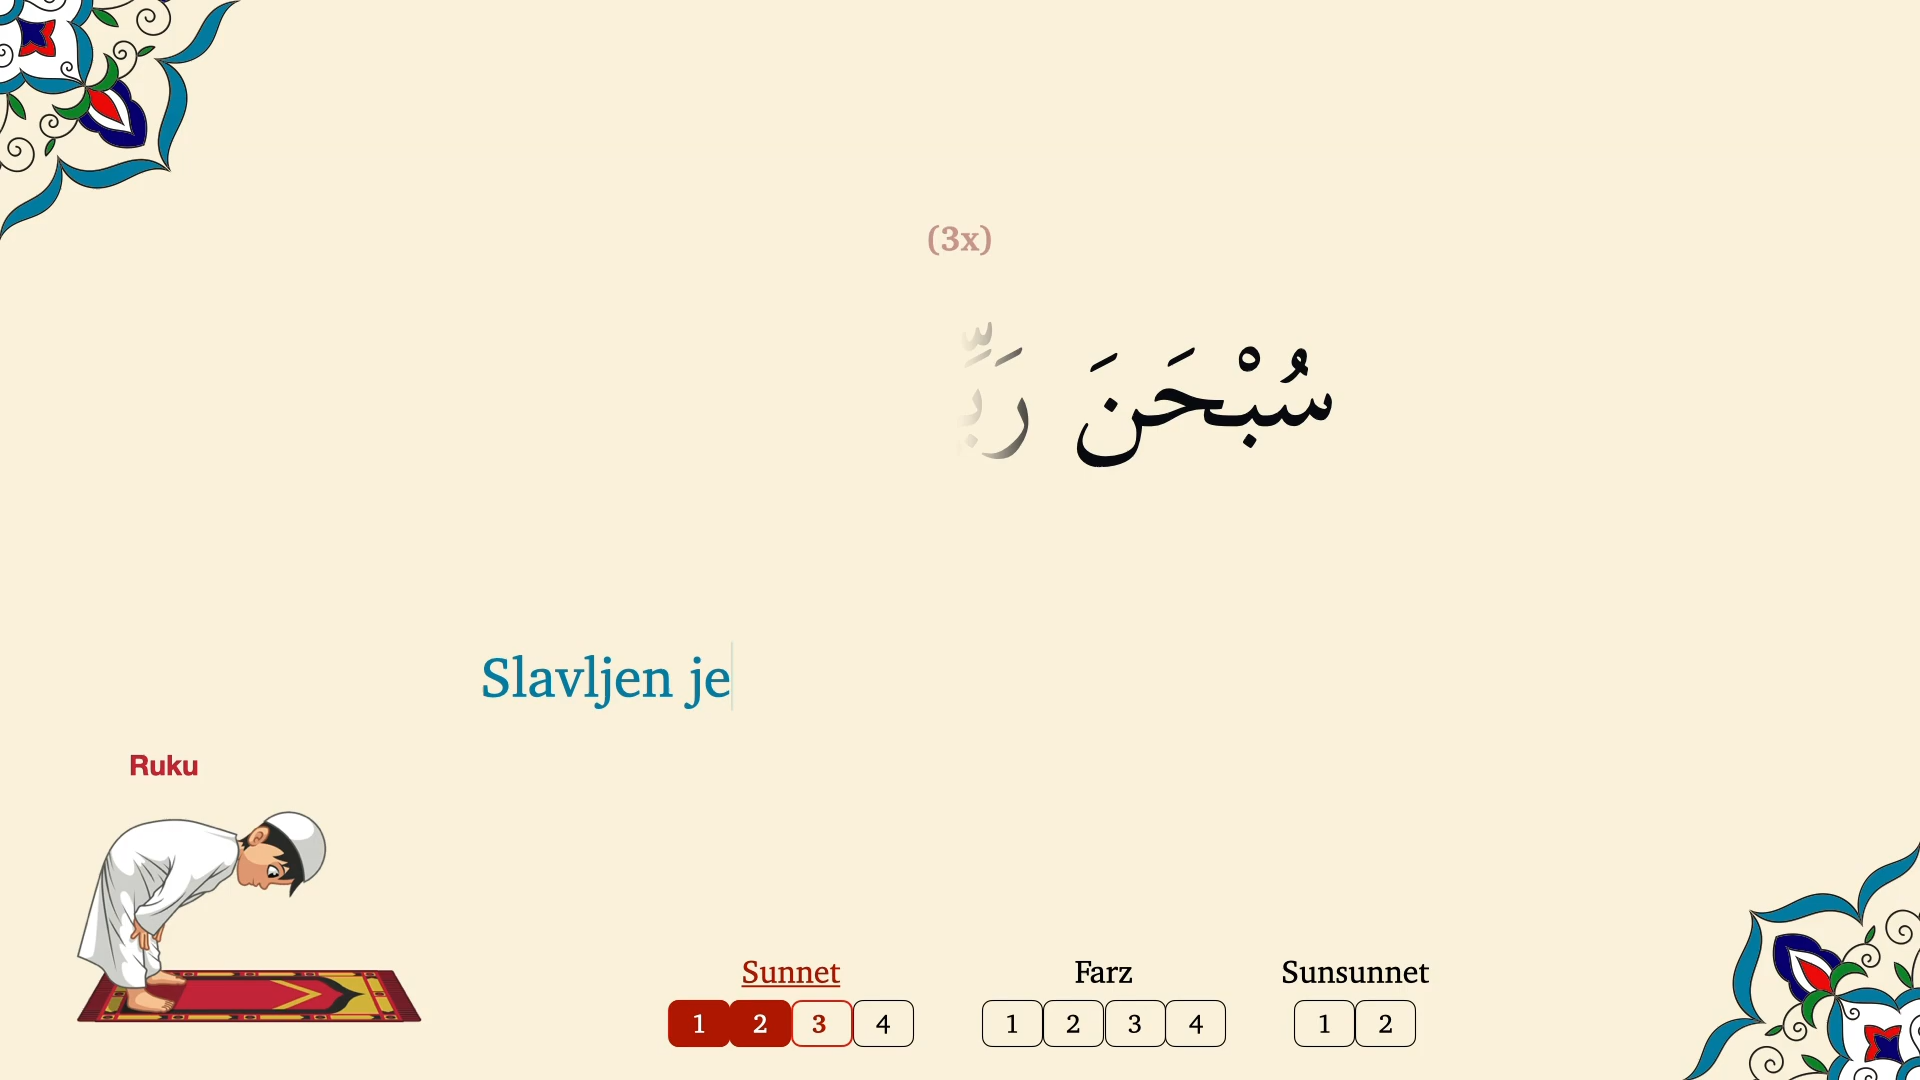 (3x)
سُبْحَنَ رَبِّ
Slavljen je
Ruku
Sunnet Farz Sunsunnet
1 2 3 4 1 2 3 4 1 2